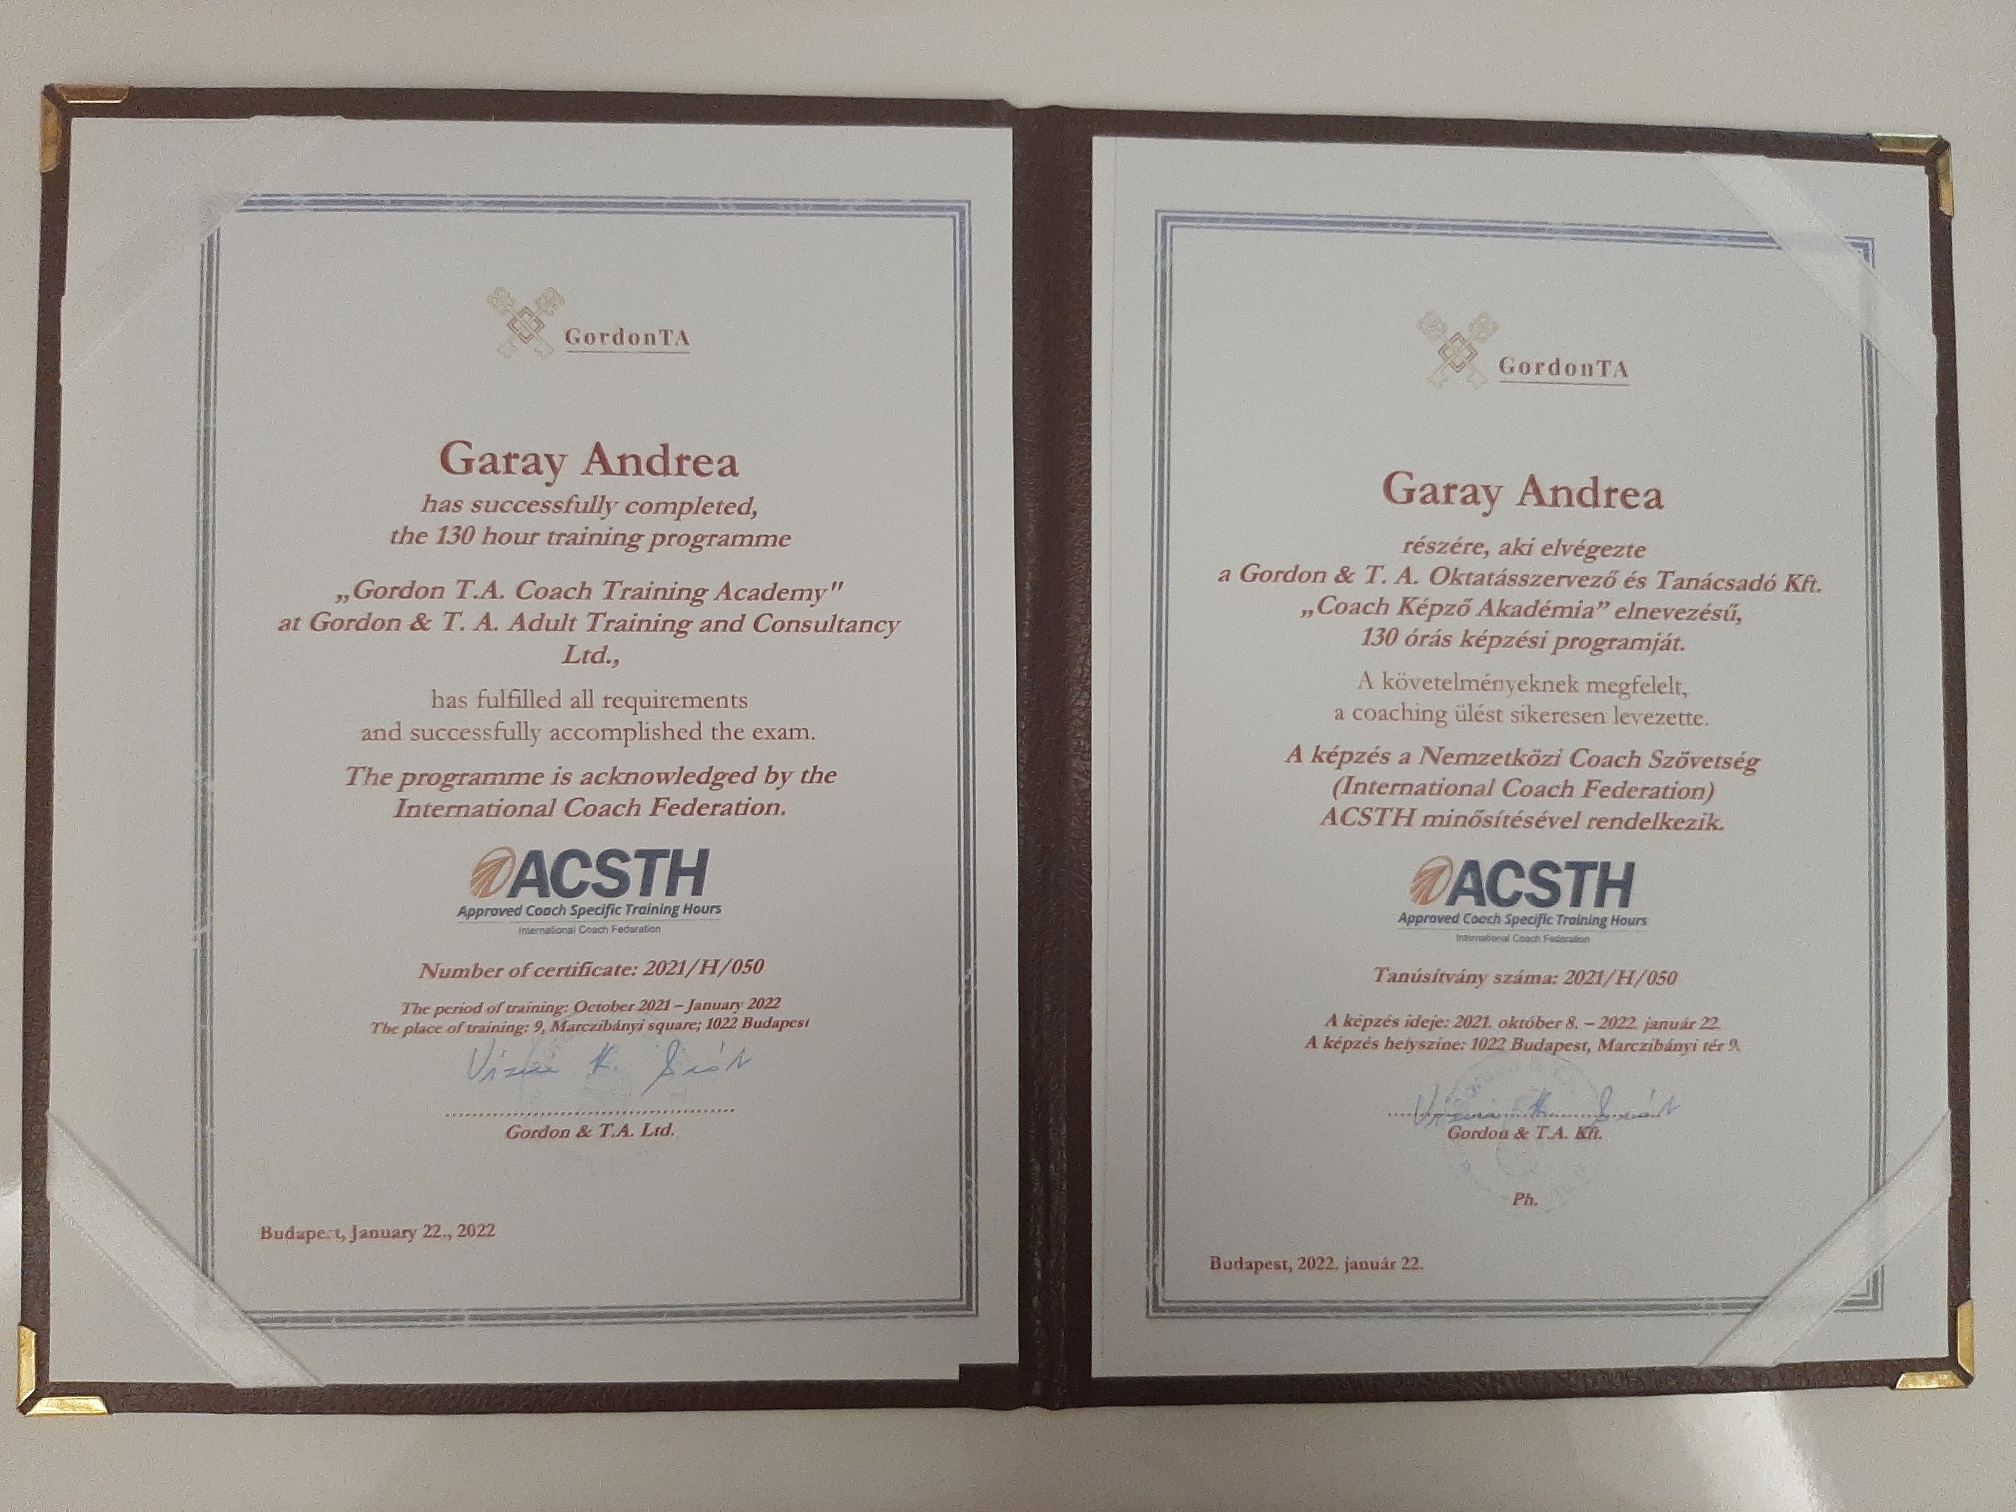 GordonTA
Garay Andrea
has successfully completed,
the 130 hour training programme
„Gordon T.A. Coach Training Academy"
at Gordon & T. A. Adult Training and Consultancy
Ltd.,
has fulfilled all requirements
and successfully accomplished the exam.
The programme is acknowledged by the
International Coach Federation.
ACSTH
Approved Coach Specific Training Hours
International Coach Federation
Number of certificate: 2021/H/050
The period of training: October 2021 – January 2022
The place of training: 9, Marczibányi square; 1022 Budapest
Gordon & T.A. Ltd.
Budapest, January 22., 2022
GordonTA
Garay Andrea
részére, aki elvégezte
a Gordon & T. A. Oktatásszervező és Tanácsadó Kft.
„Coach Képző Akadémia” elnevezésű,
130 órás képzési programját.
A követelményeknek megfelelt,
a coaching ülést sikeresen levezette.
A képzés a Nemzetközi Coach Szövetség
(International Coach Federation)
ACSTH minősítésével rendelkezik.
ACSTH
Approved Coach Specific Training Hours
International Coach Federation
Tanúsítvány száma: 2021/H/050
A képzés ideje: 2021. október 8. – 2022. január 22.
A képzés helyszíne: 1022 Budapest, Marczibányi tér 9.
Gordon & T.A. Kft.
Ph.
Budapest, 2022. január 22.